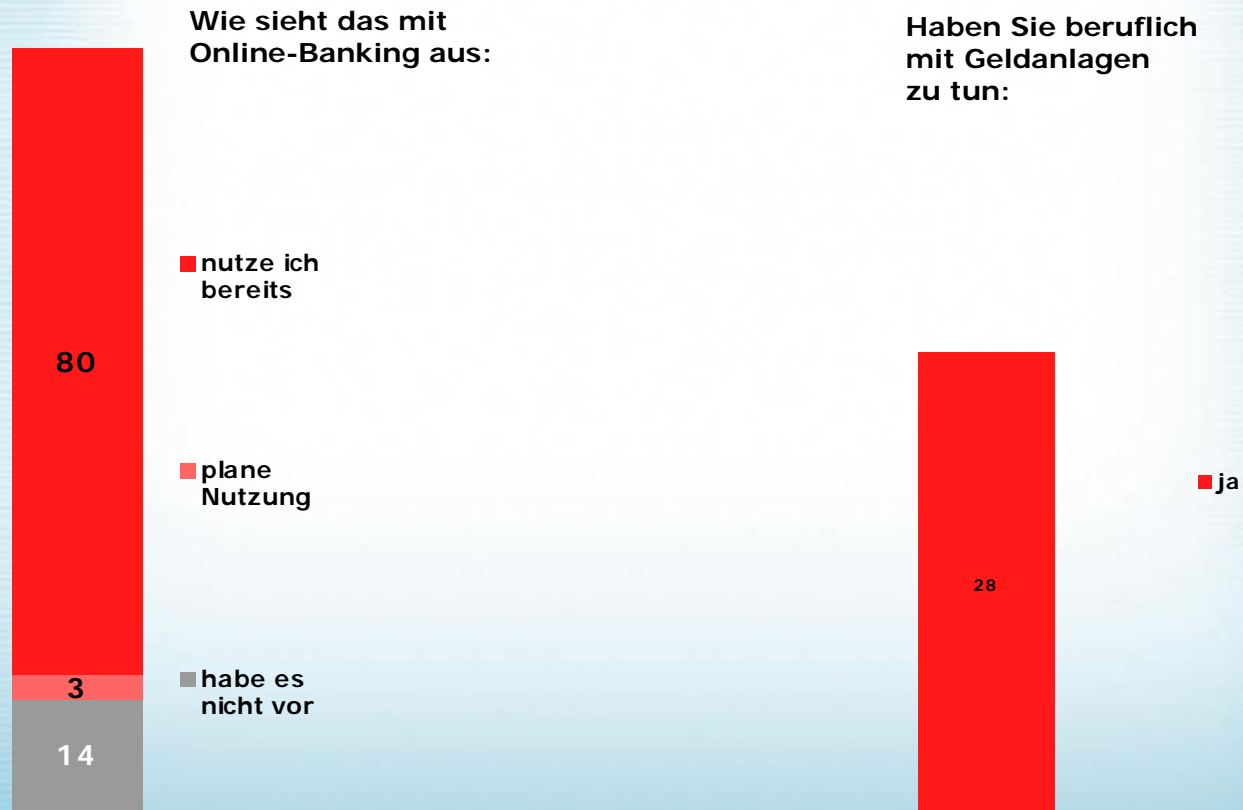 Wie sieht das mit
Online-Banking aus:
nutze ich
bereits
80
plane
Nutzung
habe es
nicht vor
3
14
Haben Sie beruflich
mit Geldanlagen
zu tun:
ja
28